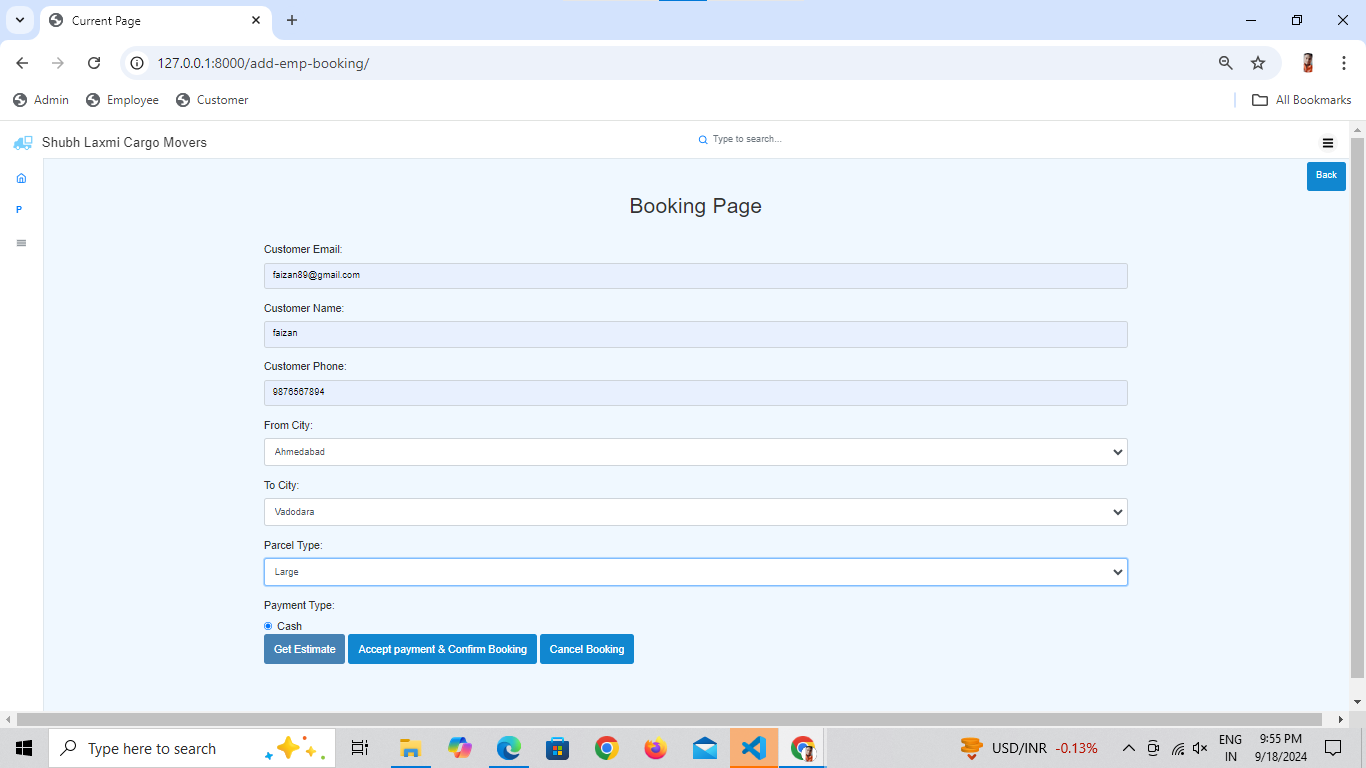 Current Page
127.0.0.1:8000/add-emp-booking/
Admin Employee Customer All Bookmarks
Shubh Laxmi Cargo Movers Type to search...
Back
P
Booking Page
Customer Email:
faizan89@gmail.com
Customer Name:
faizan
Customer Phone:
9876567894
From City:
Ahmedabad
To City:
Vadodara
Parcel Type:
Large
Payment Type:
Cash
Get Estimate Accept payment & Confirm Booking Cancel Booking
Type here to search USD/INR -0.13% ENG IN 9:55 PM 9/18/2024